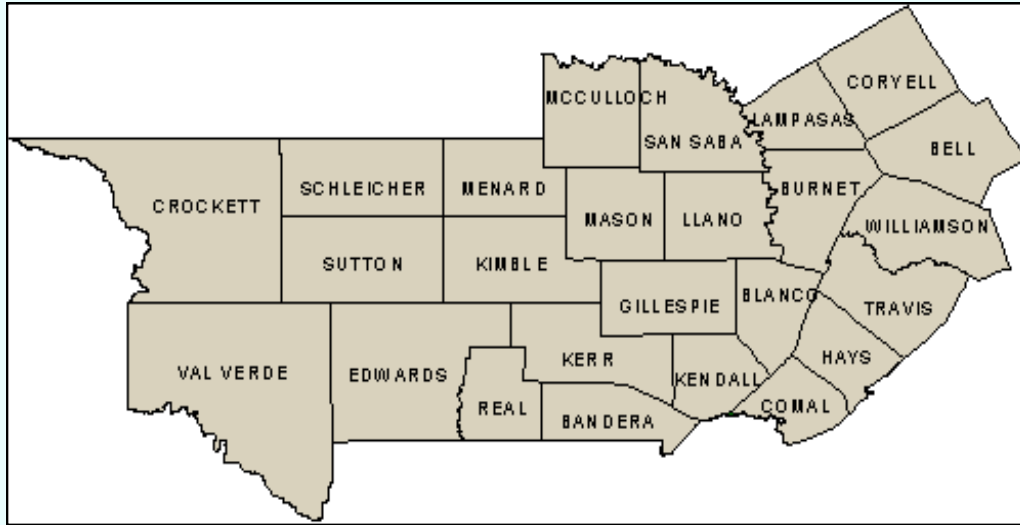 CORYELL
MCCULLOCH
LAMPASAS
SAN SABA
BELL
SCHLEICHER
MENARD
BURNET
CROCKETT
MASON
LLANO
WILLIAMSON
SUTTON
KIMBLE
BLANCO
GILLESPIE
TRAVIS
KERR
HAYS
VAL VERDE
EDWARDS
KENDALL
REAL
COMAL
BANDERA